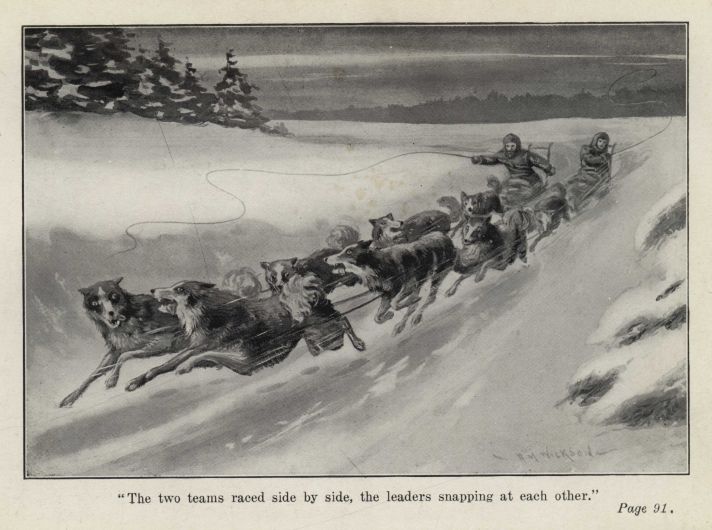 "The two teams raced side by side, the leaders snapping at each other."
Page 91.